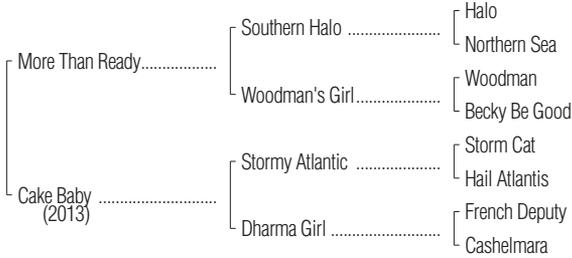 Halo
Southern Halo
Northern Sea
More Than Ready
Woodman
Woodman's Girl
Becky Be Good
Storm Cat
Stormy Atlantic
Hail Atlantis
Cake Baby
(2013)
French Deputy
Dharma Girl
Cashelmara